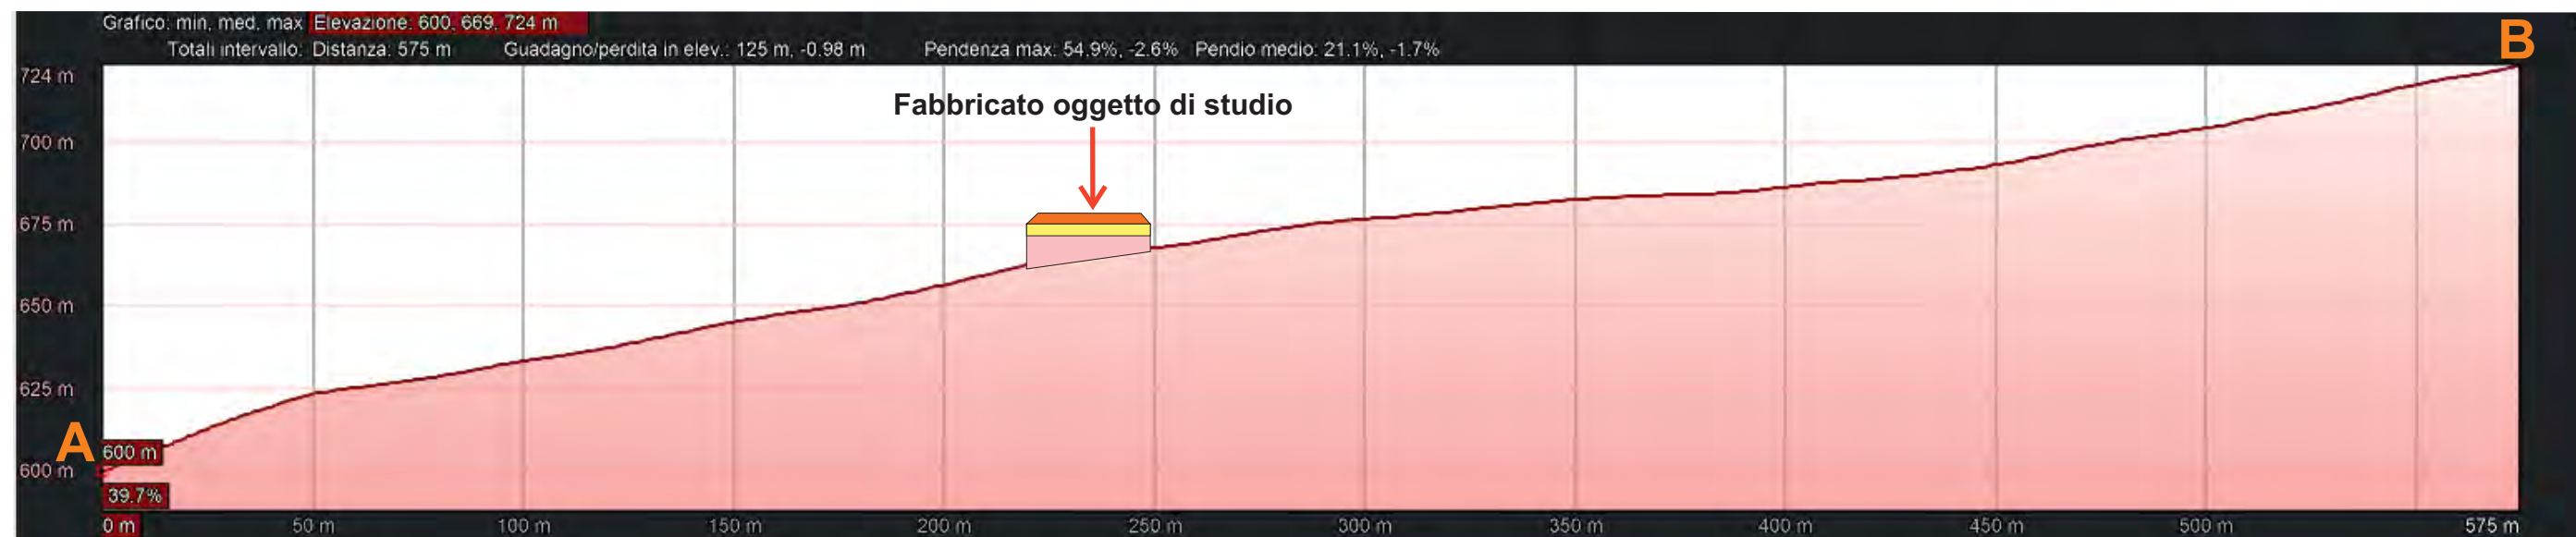 Grafico: min, med, max Elevazione: 600, 669, 724 m
Totali intervallo: Distanza: 575 m Guadagno/perdita in elev.: 125 m, -0.98 m Pendenza max: 54.9%, -2.6% Pendio medio: 21.1%, -1.7%
B
724 m
Fabbricato oggetto di studio
700 m
675 m
650 m
625 m
A
600 m
600 m
39.7%
0 m 50 m 100 m 150 m 200 m 250 m 300 m 350 m 400 m 450 m 500 m 575 m